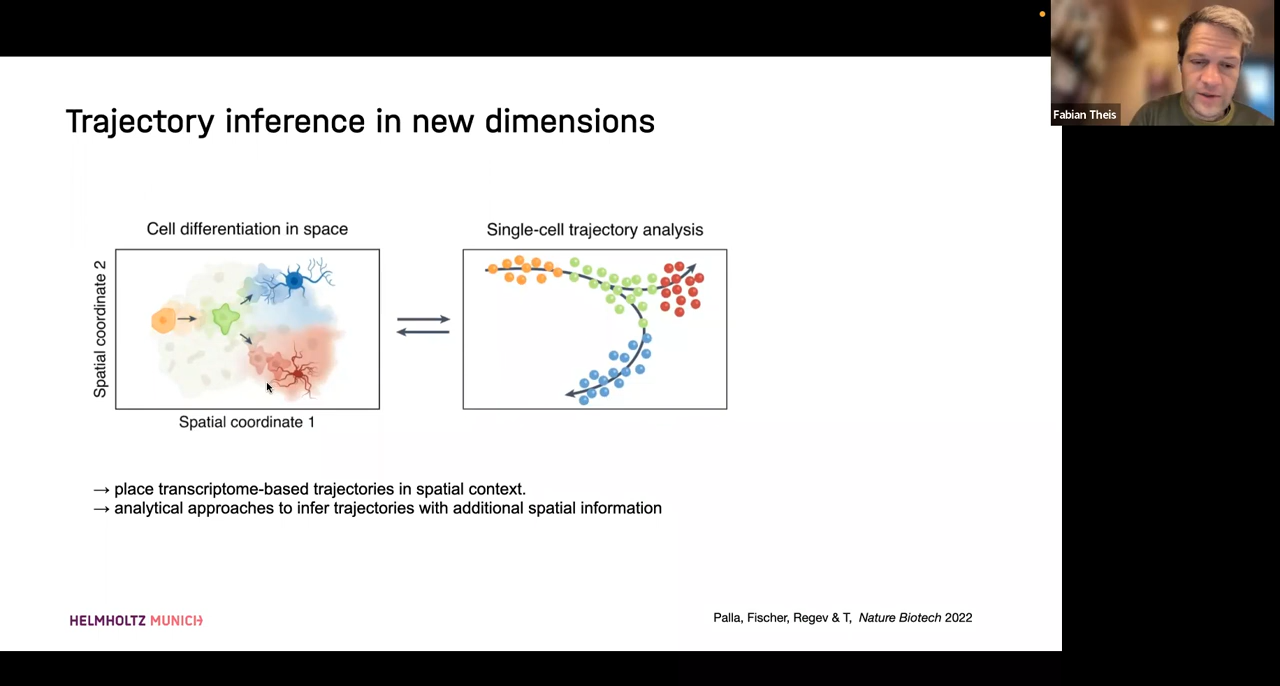 Fabian Theis
Trajectory inference in new dimensions
Cell differentiation in space
Single-cell trajectory analysis
Spatial coordinate 2
Spatial coordinate 1
→ place transcriptome-based trajectories in spatial context.
→ analytical approaches to infer trajectories with additional spatial information
HELMHOLTZ MUNICH
Palla, Fischer, Regev & T, Nature Biotech 2022